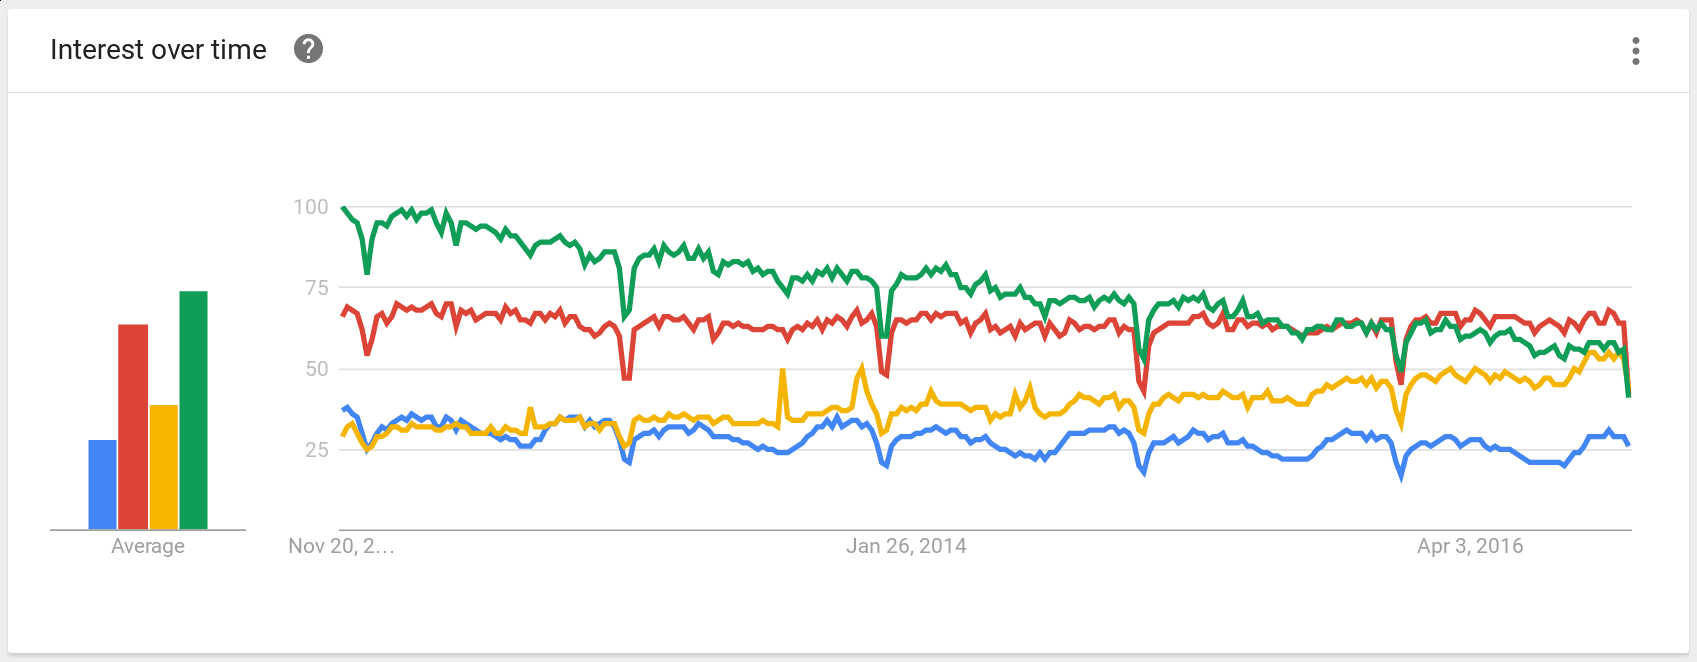 Interest over time ?
100
75
50
25
Average
Nov 20, 2…
Jan 26, 2014
Apr 3, 2016